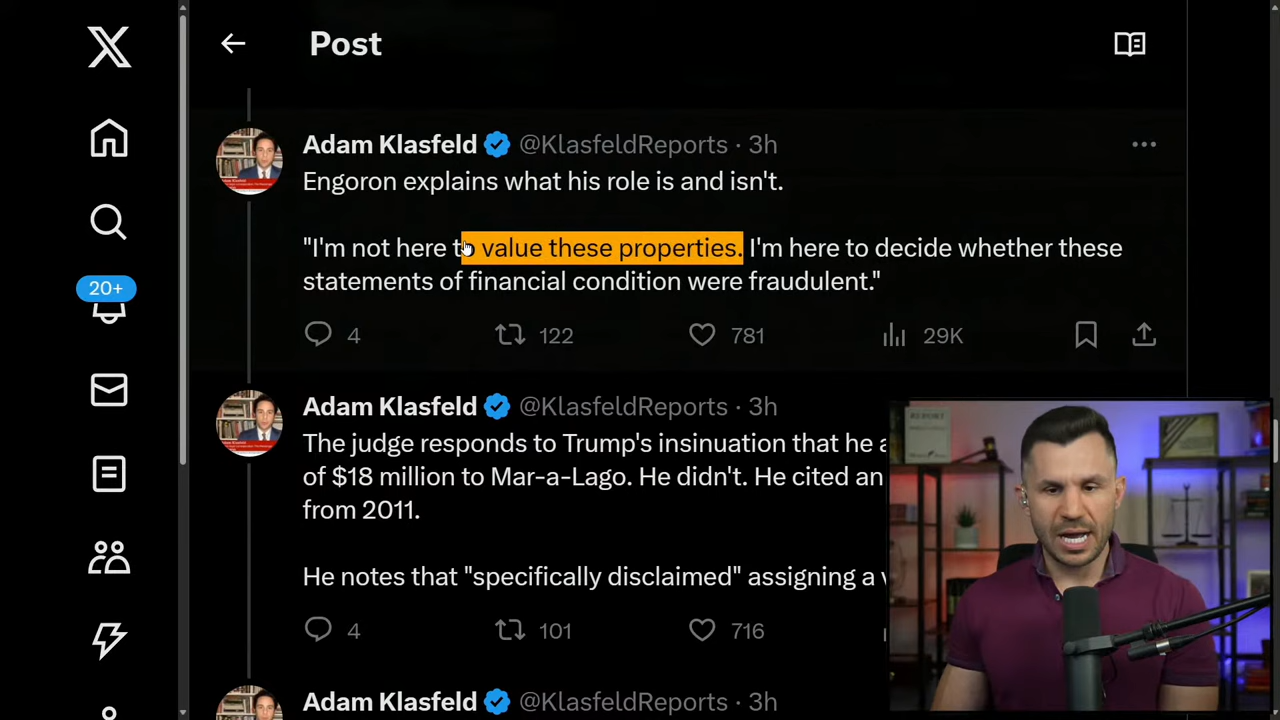 Post
Adam Klasfeld @KlasfeldReports · 3h
Engoron explains what his role is and isn't.
"I'm not here to value these properties. I'm here to decide whether these
statements of financial condition were fraudulent."
4 122 781 29K
20+
Adam Klasfeld @KlasfeldReports · 3h
The judge responds to Trump's insinuation that he a
of $18 million to Mar-a-Lago. He didn't. He cited an
from 2011.
He notes that "specifically disclaimed" assigning a v
4 101 716
Adam Klasfeld @KlasfeldReports · 3h